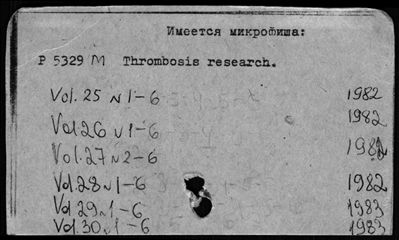 Имеется микрофиша:
Р 5329 М Thrombosis research.
Vol. 25 N 1-6 1982
Vol. 26 N 1-6 1982
Vol. 27 N 2-6 1982
Vol. 28 N 1-6 1982
Vol. 29 N 1-6 1983
Vol. 30 N 1-6 1983